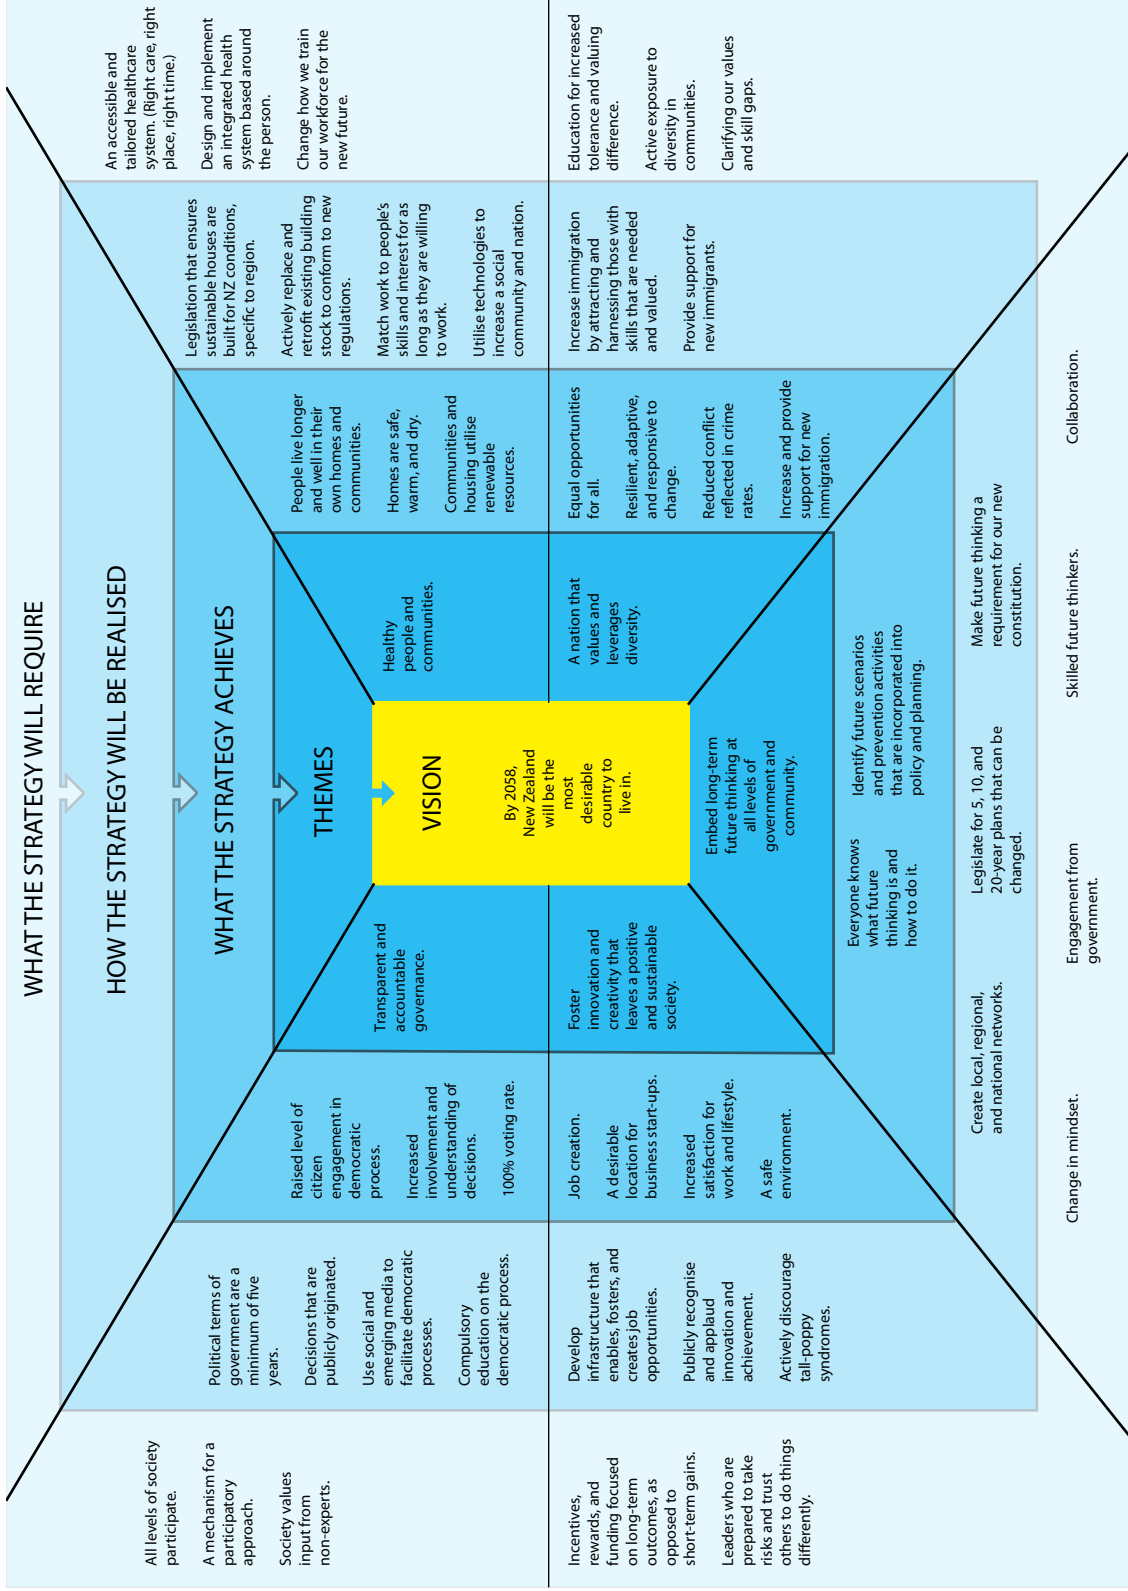 WHAT THE STRATEGY WILL REQUIRE
HOW THE STRATEGY WILL BE REALISED
WHAT THE STRATEGY ACHIEVES
THEMES
VISION
By 2058,
New Zealand
will be the
most
desirable
country to
live in.
All levels of society
participate.
A mechanism for a
participatory
approach.
Society values
input from
non-experts.
Political terms of
government are a
minimum of five
years.
Decisions that are
publicly originated.
Use social and
emerging media to
facilitate democratic
processes.
Compulsory
education on the
democratic process.
Raised level of
citizen
engagement in
democratic
process.
Increased
involvement and
understanding of
decisions.
100% voting rate.
Transparent and
accountable
governance.
Healthy
people and
communities.
People live longer
and well in their
own homes and
communities.
Homes are safe,
warm, and dry.
Communities and
housing utilise
renewable
resources.
Legislation that ensures
sustainable houses are
built for NZ conditions,
specific to region.
Actively replace and
retrofit existing building
stock to conform to new
regulations.
Match work to people's
skills and interest for as
long as they are willing
to work.
Utilise technologies to
increase a social
community and nation.
An accessible and
tailored healthcare
system. (Right care, right
place, right time.)
Design and implement
an integrated health
system based around
the person.
Change how we train
our workforce for the
new future.
Incentives,
rewards, and
funding focused
on long-term
outcomes, as
opposed to
short-term gains.
Leaders who are
prepared to take
risks and trust
others to do things
differently.
Develop
infrastructure that
enables, fosters, and
creates job
opportunities.
Publicly recognise
and applaud
innovation and
achievement.
Actively discourage
tall-poppy
syndromes.
Job creation.
A desirable
location for
business start-ups.
Increased
satisfaction for
work and lifestyle.
A safe
environment.
Foster
innovation and
creativity that
leaves a positive
and sustainable
society.
A nation that
values and
leverages
diversity.
Equal opportunities
for all.
Resilient, adaptive,
and responsive to
change.
Reduced conflict
reflected in crime
rates.
Increase and provide
support for new
immigration.
Increase immigration
by attracting and
harnessing those with
skills that are needed
and valued.
Provide support for
new immigrants.
Education for increased
tolerance and valuing
difference.
Active exposure to
diversity in
communities.
Clarifying our values
and skill gaps.
Embed long-term
future thinking at
all levels of
government and
community.
Everyone knows
what future
thinking is and
how to do it.
Identify future scenarios
and prevention activities
that are incorporated into
policy and planning.
Create local, regional,
and national networks.
Legislate for 5, 10, and
20-year plans that can be
changed.
Make future thinking a
requirement for our new
constitution.
Change in mindset.
Engagement from
government.
Skilled future thinkers.
Collaboration.